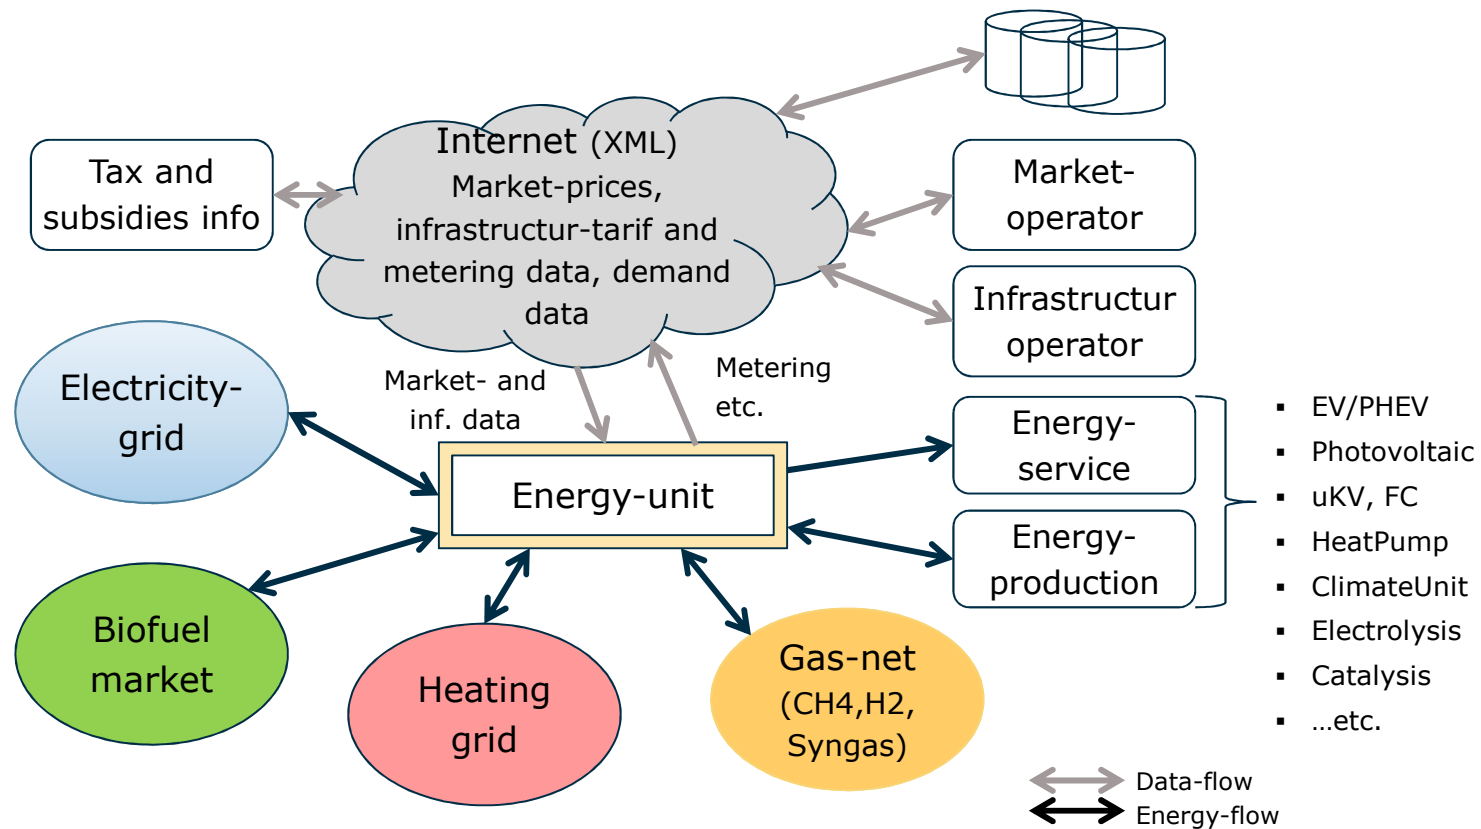 Internet (XML)
Market-prices,
infrastructur-tarif and
metering data, demand
data
Tax and
subsidies info
Market-
operator
Infrastructur
operator
Market- and
inf. data
Metering
etc.
Electricity-
grid
Energy-unit
Energy-
service
Energy-
production
Biofuel
market
Heating
grid
Gas-net
(CH4,H2,
Syngas)
▪ EV/PHEV
▪ Photovoltaic
▪ uKV, FC
▪ HeatPump
▪ ClimateUnit
▪ Electrolysis
▪ Catalysis
▪ …etc.
Data-flow
Energy-flow